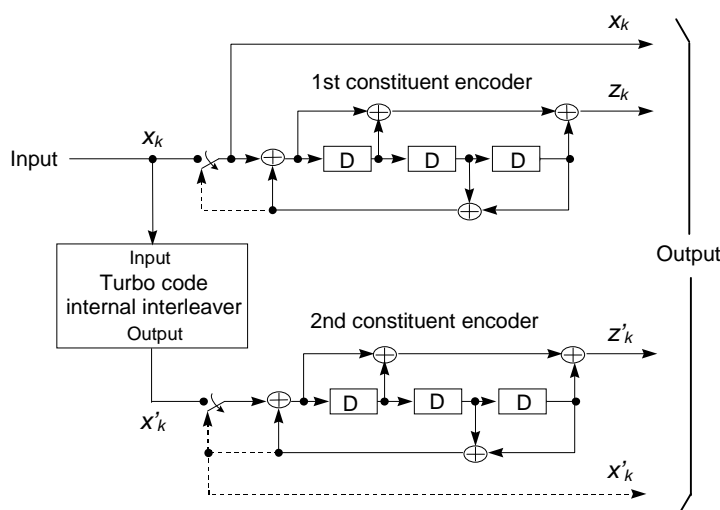 x_k
1st constituent encoder
z_k
x_k
Input
D D D
Output
Input
Turbo code
internal interleaver
Output
2nd constituent encoder
z'_k
D D D
x'_k
x'_k